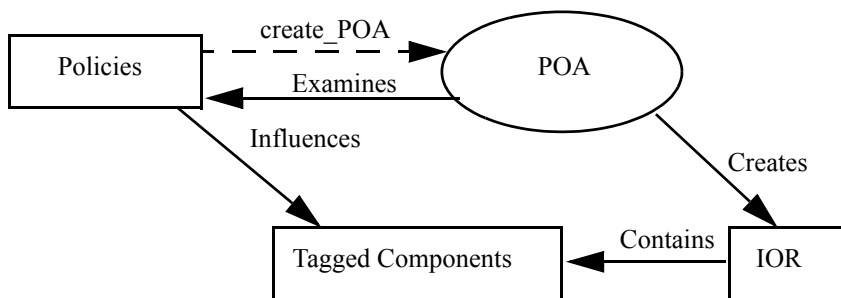 create_POA
Policies
POA
Examines
Influences
Creates
Contains
Tagged Components
IOR